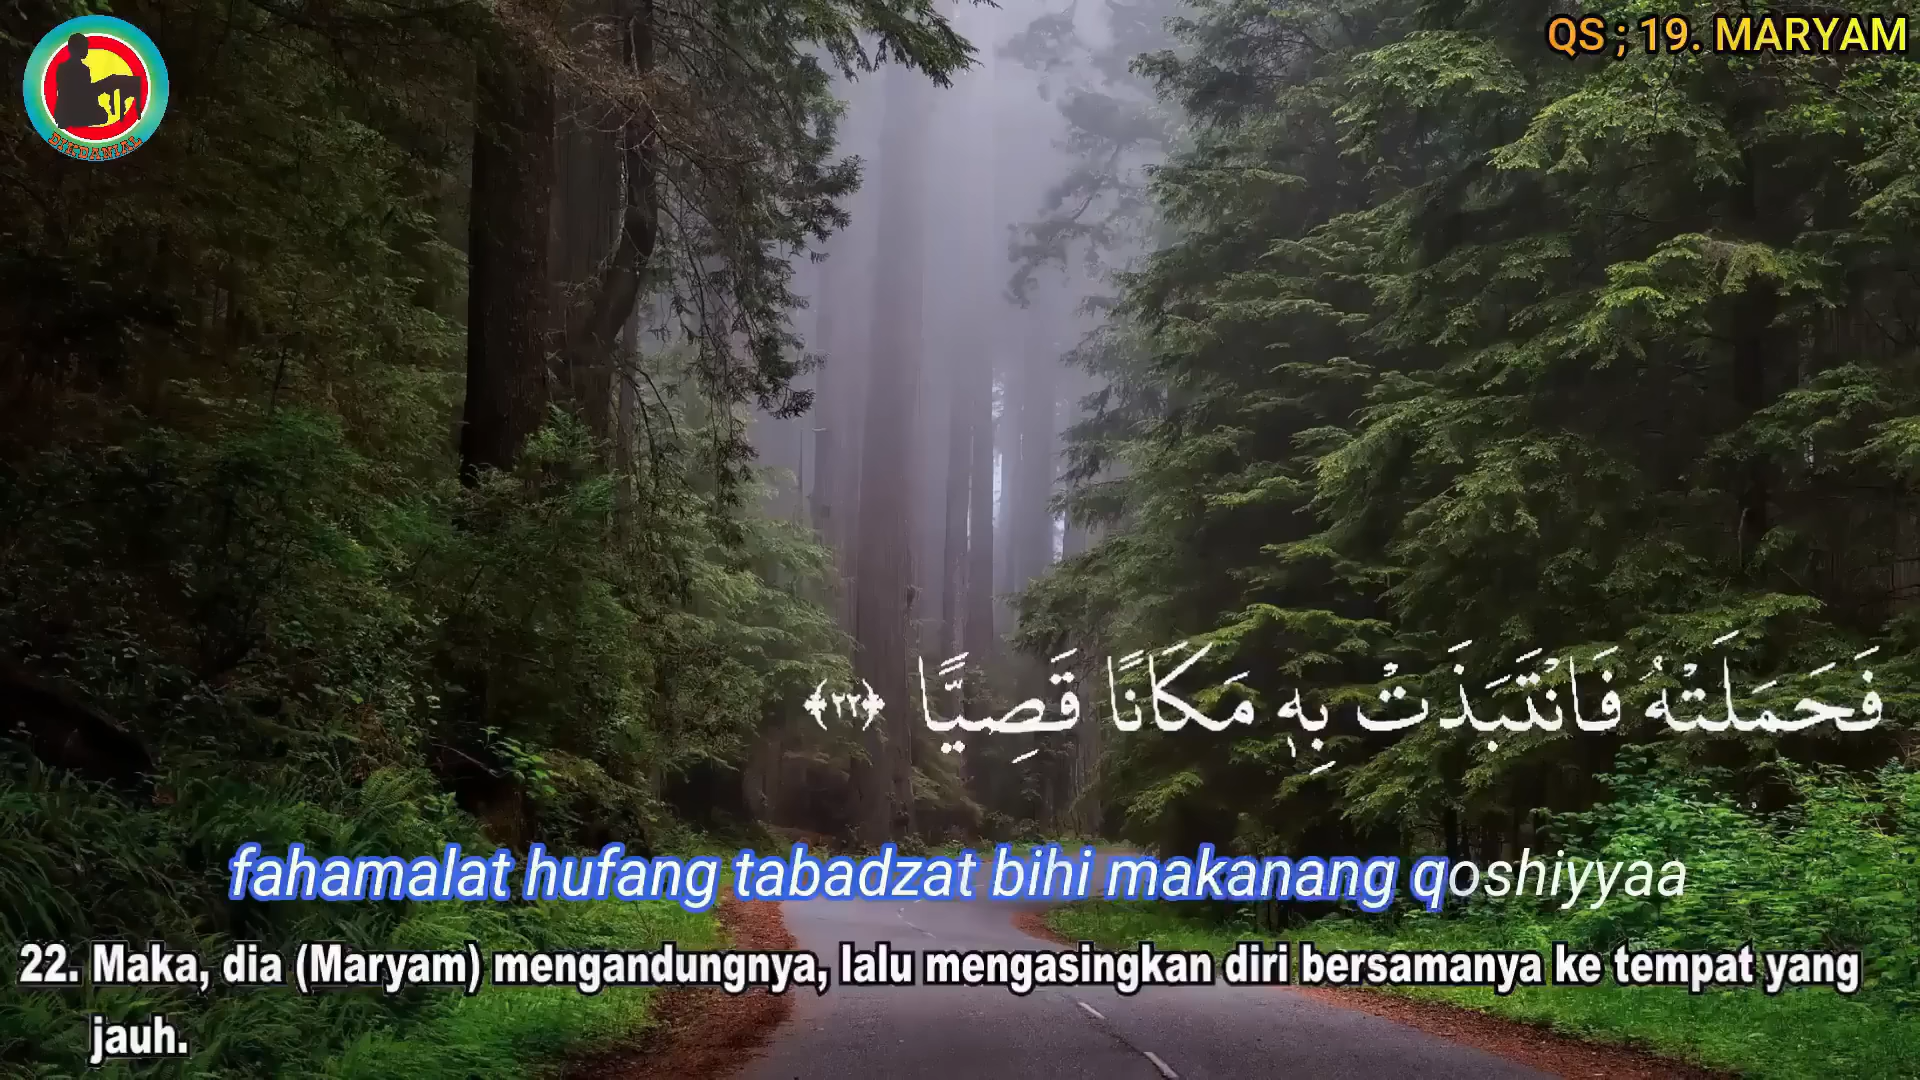 DIKDANIAL
QS ; 19. MARYAM
فَحَمَلَتْهُ فَانْتَبَذَتْ بِهٖ مَكَانًا قَصِيًّا ﴿٢٢﴾
fahamalat hufang tabadzat bihi makanang qoshiyyaa
22. Maka, dia (Maryam) mengandungnya, lalu mengasingkan diri bersamanya ke tempat yang
jauh.